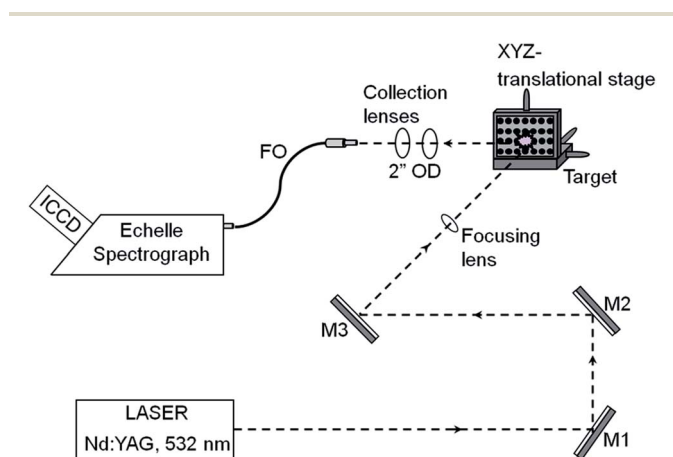 XYZ-
translational stage
Collection
lenses
FO
2” OD
Target
ICCD
Echelle
Spectrograph
Focusing
lens
M2
M3
LASER
Nd:YAG, 532 nm
M1